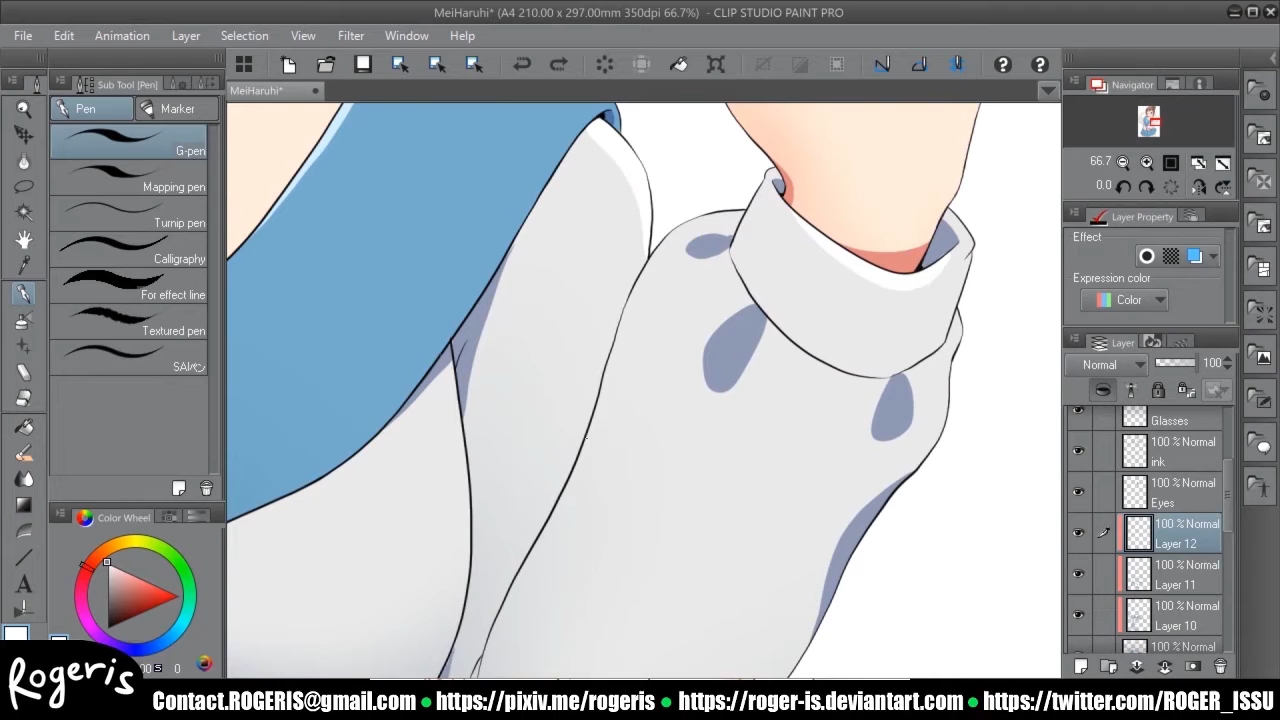 MeiHaruhi* (A4 210.00 x 297.00mm 350dpi 66.7%) - CLIP STUDIO PAINT PRO
File Edit Animation Layer Selection View Filter Window Help
Sub Tool [Pen]
Pen Marker
G-pen
Mapping pen
Turnip pen
Calligraphy
For effect line
Textured pen
SAI
Color Wheel
0
MeiHaruhi*
Navigator
66.7
0.0
Layer Property
Effect
Expression color
Color
Layer
Normal 100
Glasses
100 % Normal
ink
100 % Normal
Eyes
100 % Normal
Layer 12
100 % Normal
Layer 11
100 % Normal
Layer 10
100 % Normal
Rogeris
Contact.ROGERIS@gmail.com ● https://pixiv.me/rogeris ● https://roger-is.deviantart.com ● https://twitter.com/ROGER_ISSU